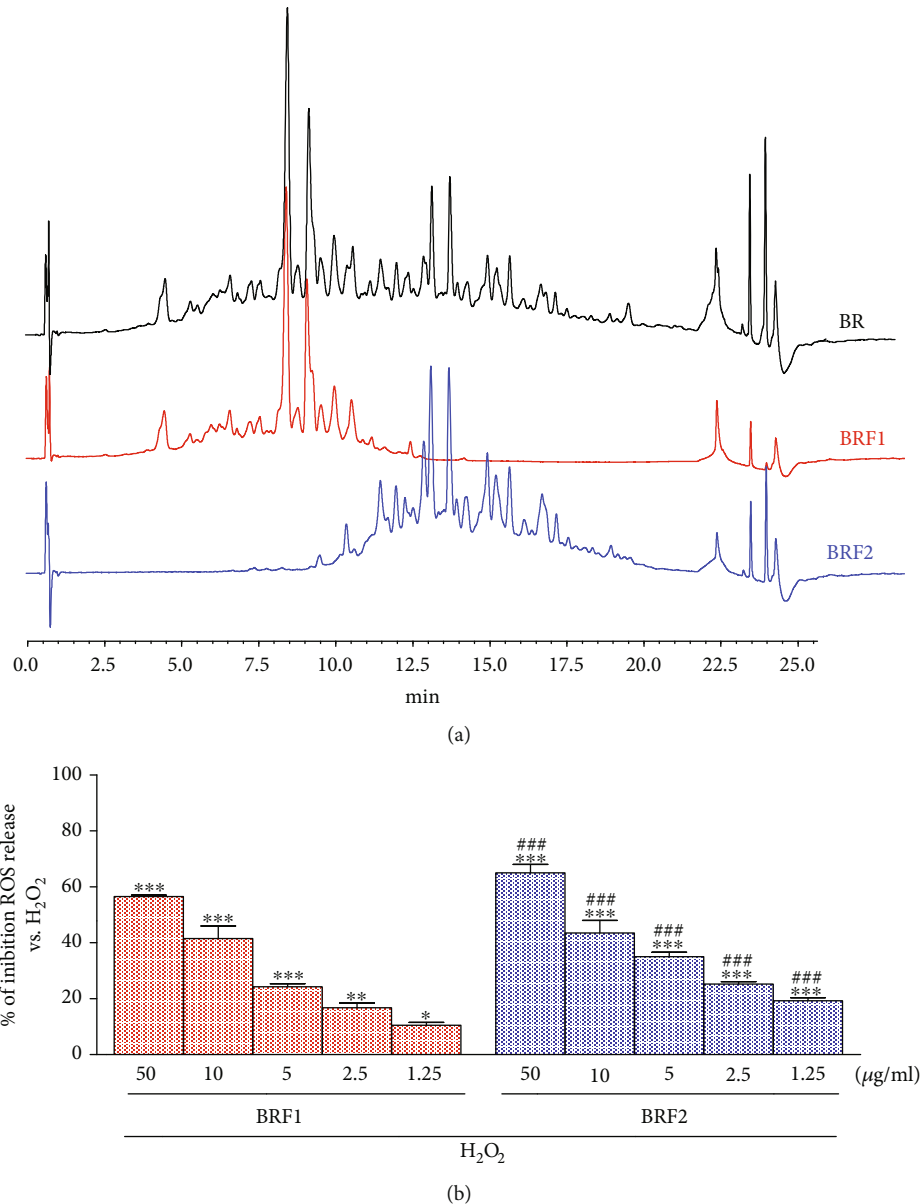 BR
BRF1
BRF2
0.0 2.5 5.0 7.5 10.0 12.5 15.0 17.5 20.0 22.5 25.0
min
(a)
% of inibition ROS release
vs. H₂O₂
100
80
60
40
20
0
*** *** *** ** *
### ### ### ### ###
*** *** *** *** ***
50 10 5 2.5 1.25 50 10 5 2.5 1.25 (μg/ml)
BRF1 BRF2
H₂O₂
(b)